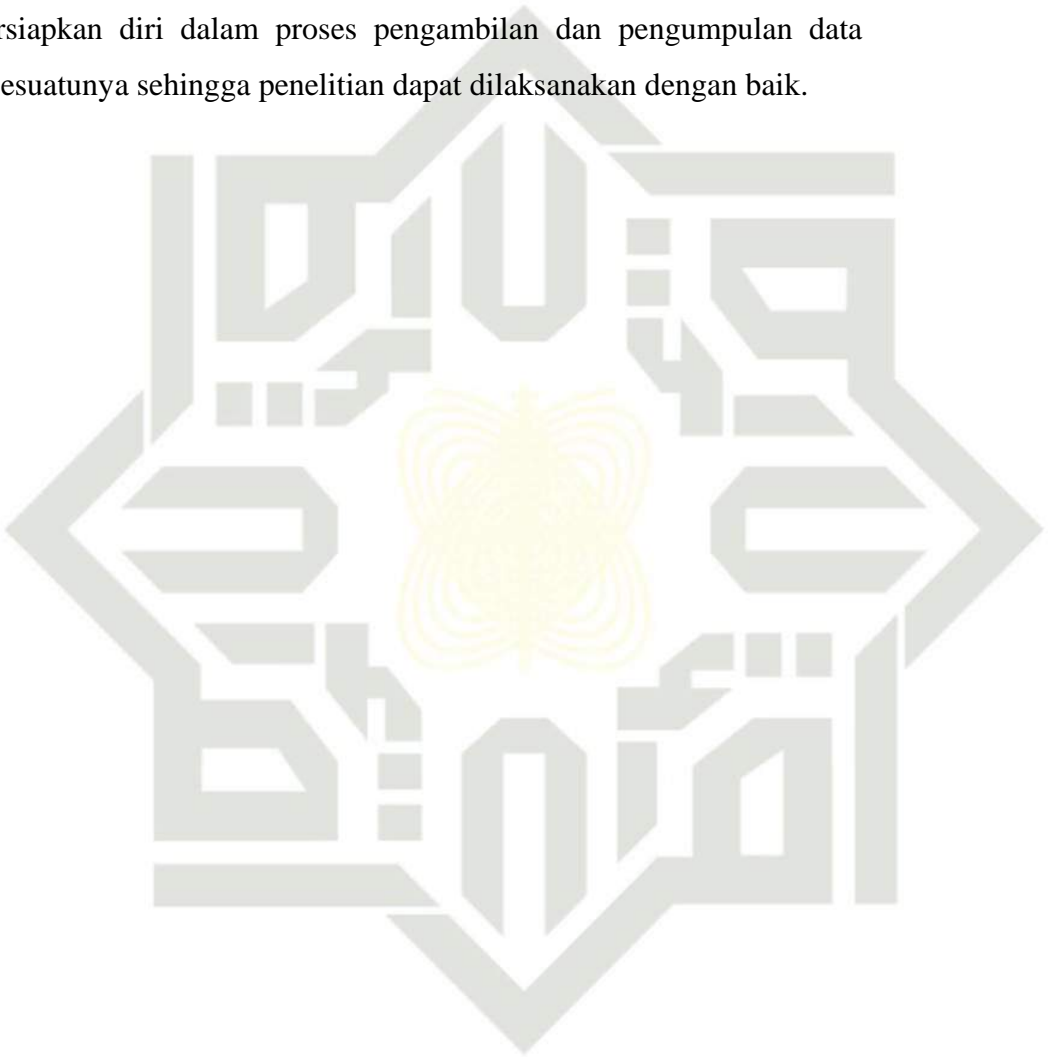 rsiapkan diri dalam proses pengambilan dan pengumpulan data
esuatunya sehingga penelitian dapat dilaksanakan dengan baik.